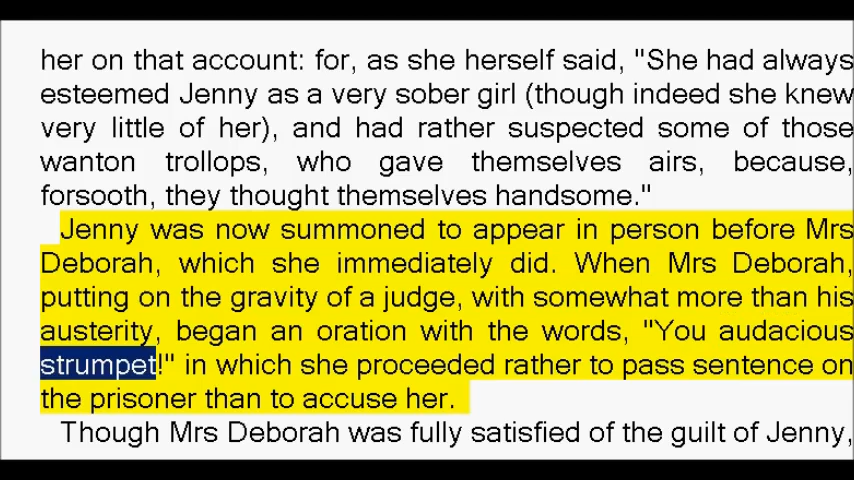 her on that account: for, as she herself said, "She had always
esteemed Jenny as a very sober girl (though indeed she knew
very little of her), and had rather suspected some of those
wanton trollops, who gave themselves airs, because,
forsooth, they thought themselves handsome."
Jenny was now summoned to appear in person before Mrs
Deborah, which she immediately did. When Mrs Deborah,
putting on the gravity of a judge, with somewhat more than his
austerity, began an oration with the words, "You audacious
strumpet!" in which she proceeded rather to pass sentence on
the prisoner than to accuse her.
Though Mrs Deborah was fully satisfied of the guilt of Jenny,